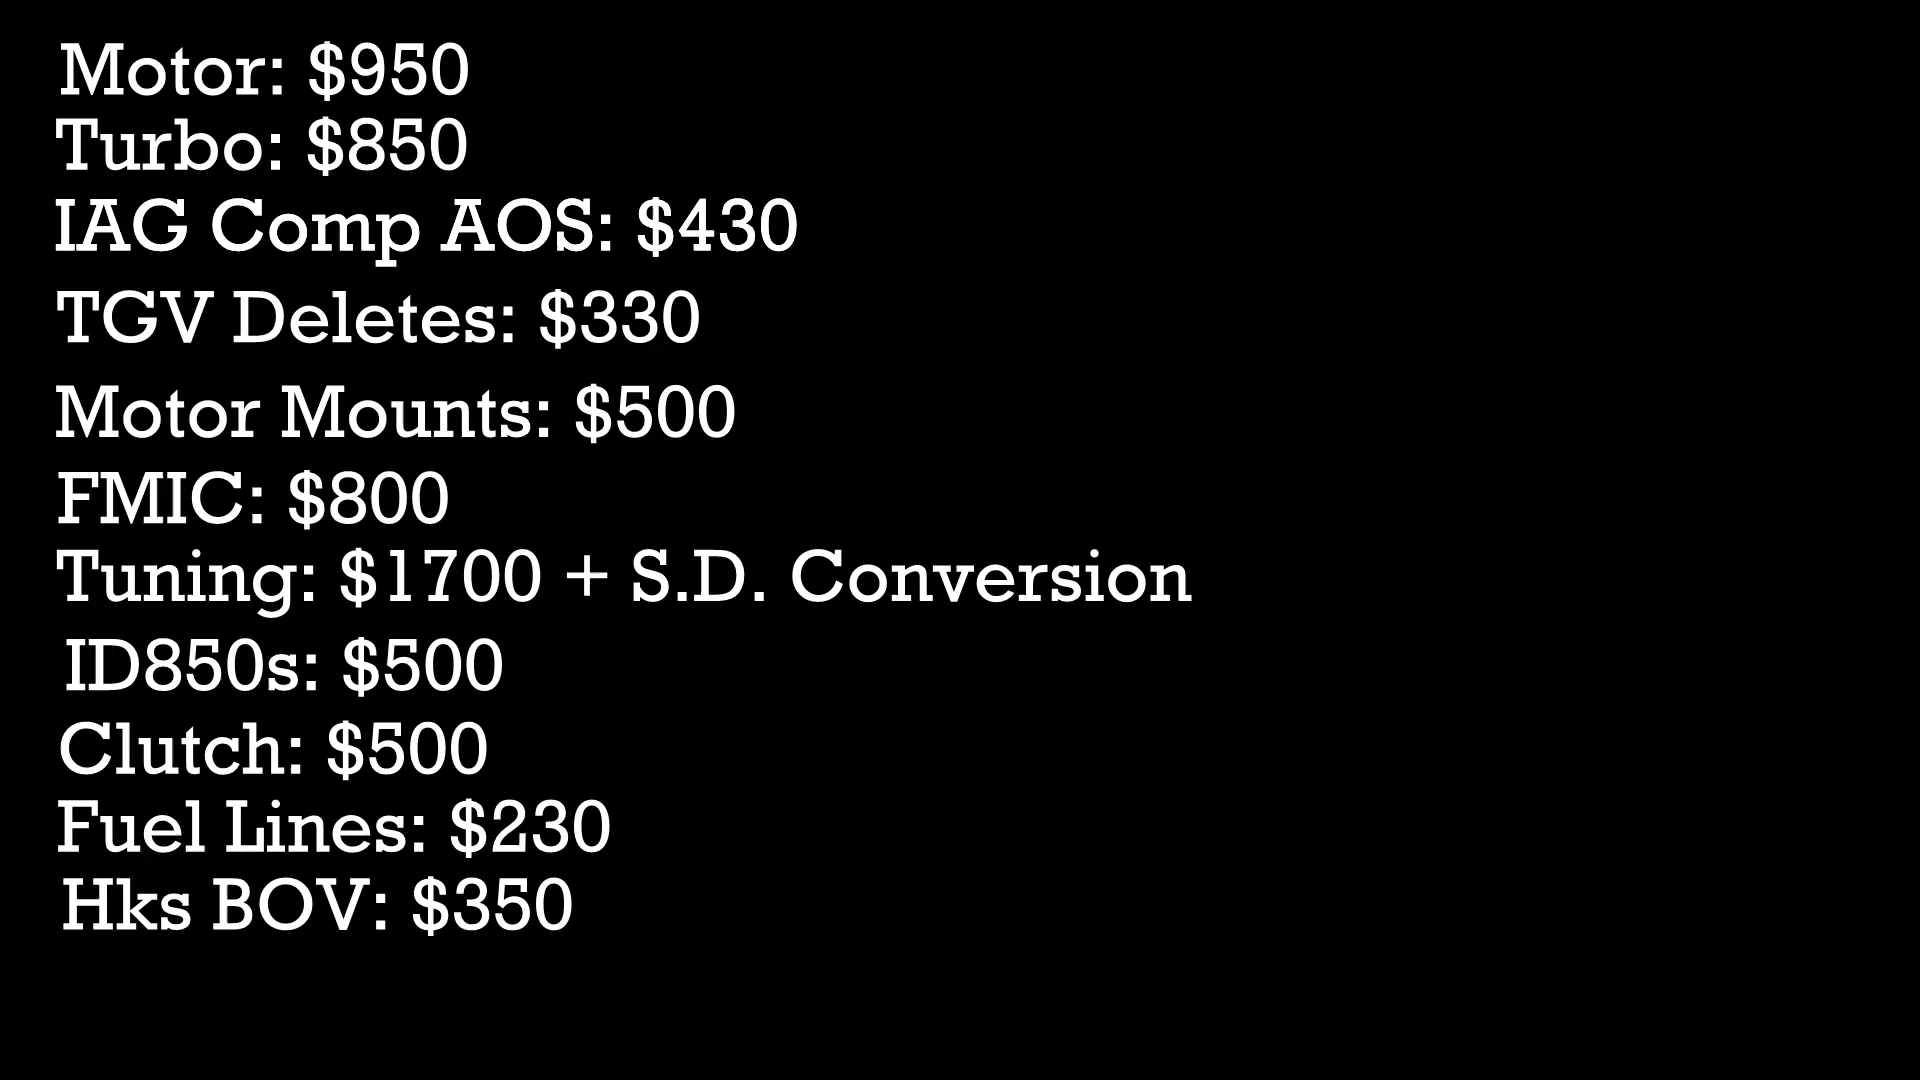 Motor: $950
Turbo: $850
IAG Comp AOS: $430
TGV Deletes: $330
Motor Mounts: $500
FMIC: $800
Tuning: $1700 + S.D. Conversion
ID850s: $500
Clutch: $500
Fuel Lines: $230
Hks BOV: $350